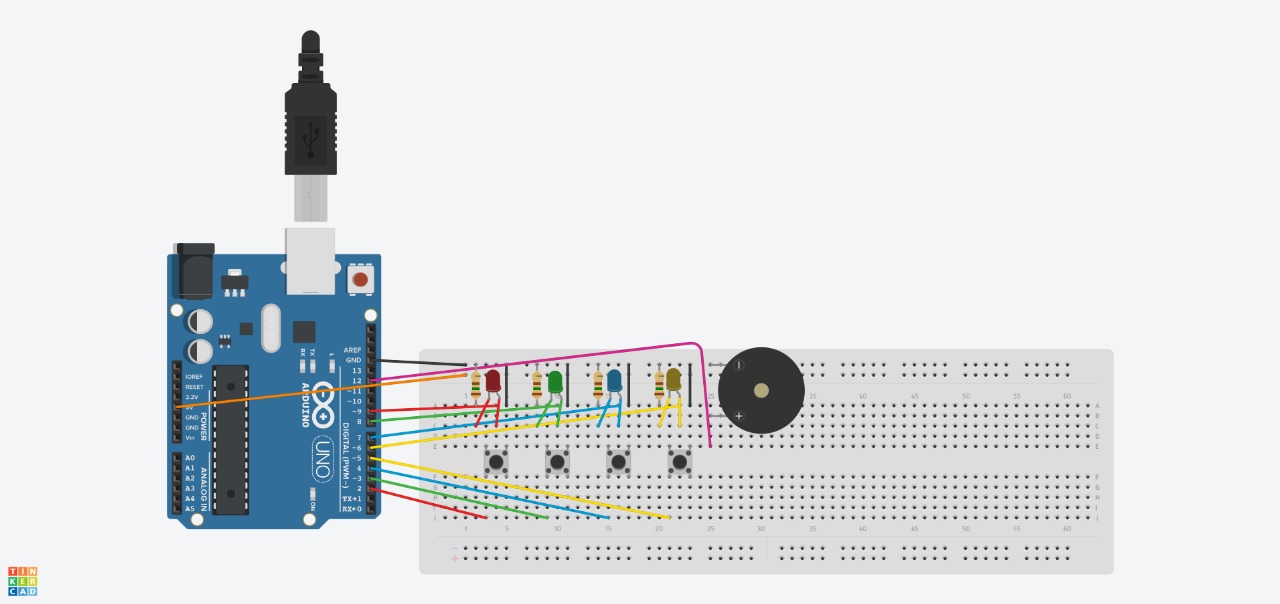 AREF
GND
13
12
~11
~10
~9
8
7
~6
~5
4
~3
2
TX→1
RX←0
DIGITAL (PWM~)
IOREF
RESET
3.3V
5V
GND
GND
Vin
POWER
A0
A1
A2
A3
A4
A5
ANALOG IN
RX
TX
L
ARDUINO
UNO
ON
A
B
C
D
E
F
G
H
I
J
1 5 10 15 20 25 30 35 40 45 50 55 60
TIN
KER
CAD